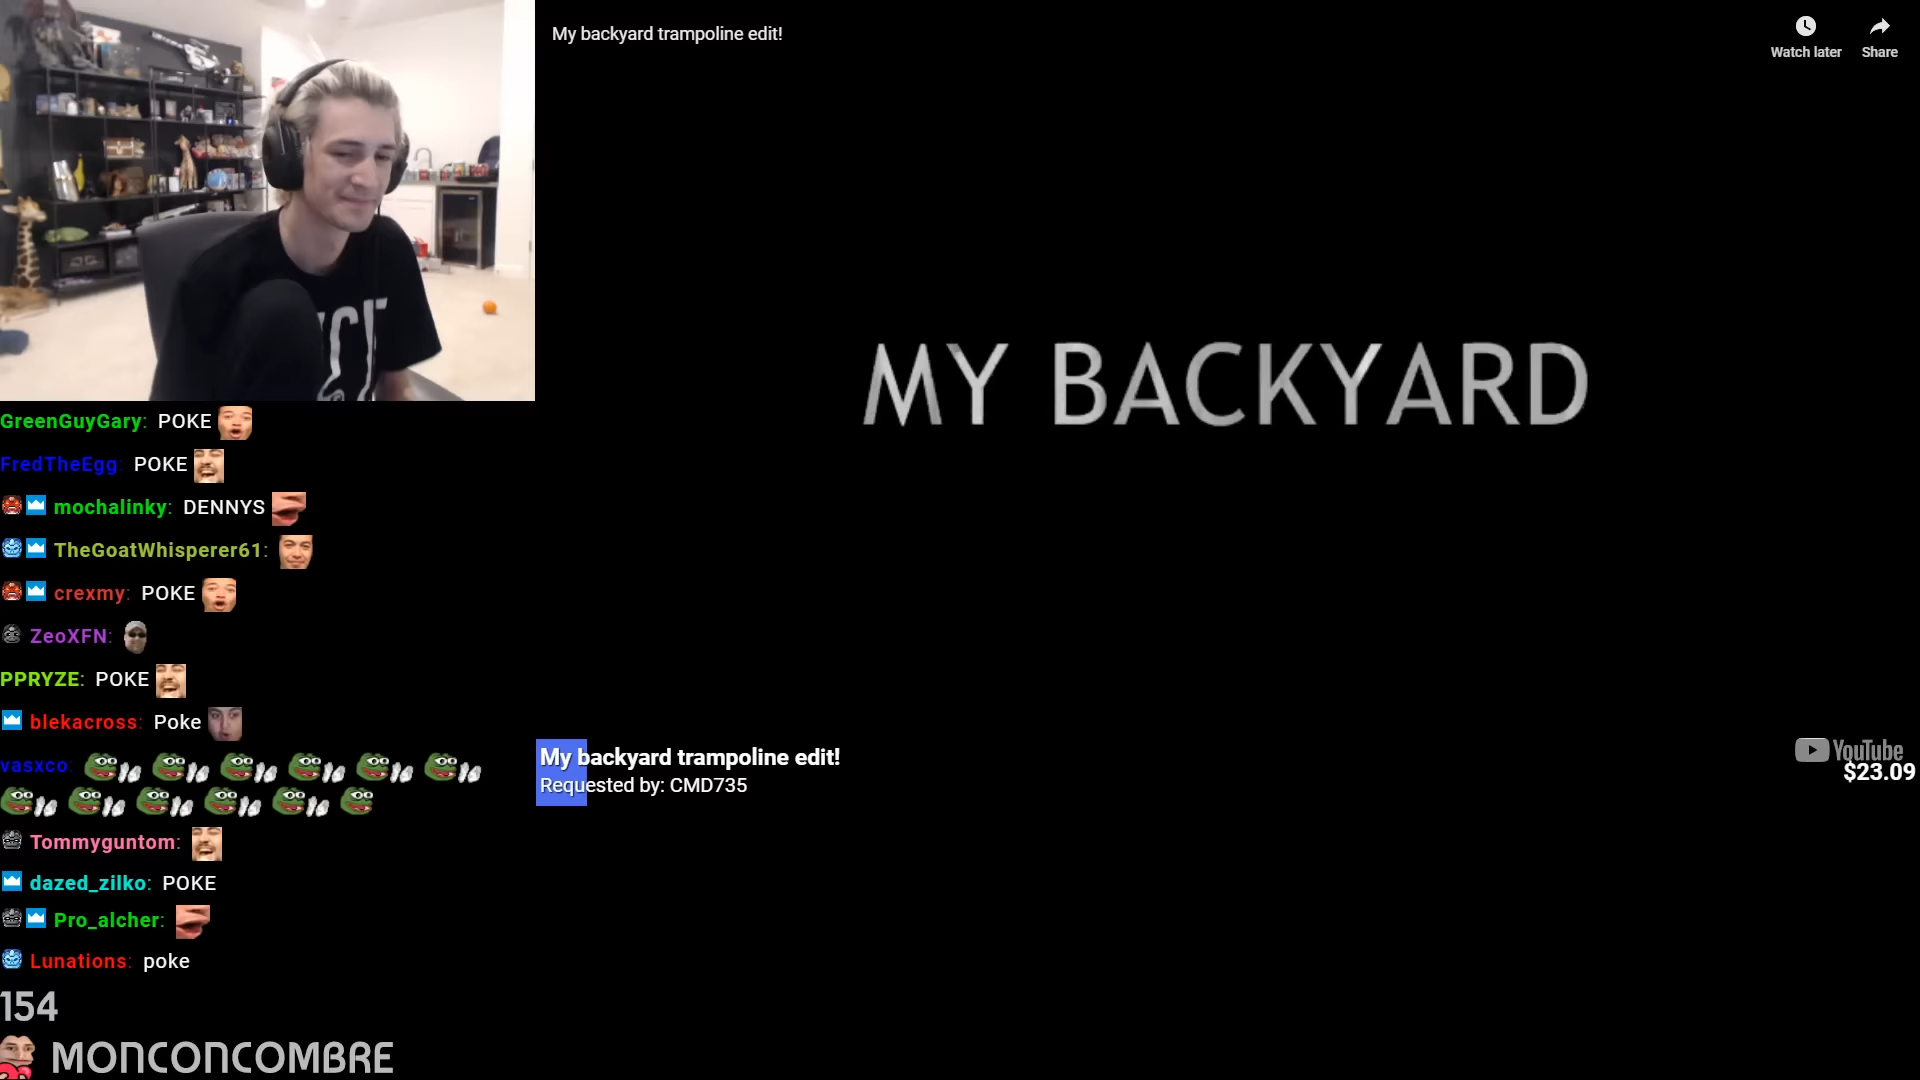 My backyard trampoline edit!
Watch later
Share
MY BACKYARD
GreenGuyGary: POKE
FredTheEgg: POKE
mochalinky: DENNYS
TheGoatWhisperer61:
crexmy: POKE
ZeoXFN:
PPRYZE: POKE
blekacross: Poke
vasxco:
Tommyguntom:
dazed_zilko: POKE
Pro_alcher:
Lunations: poke
154
MONCONCOMBRE
My backyard trampoline edit!
Requested by: CMD735
YouTube
$23.09